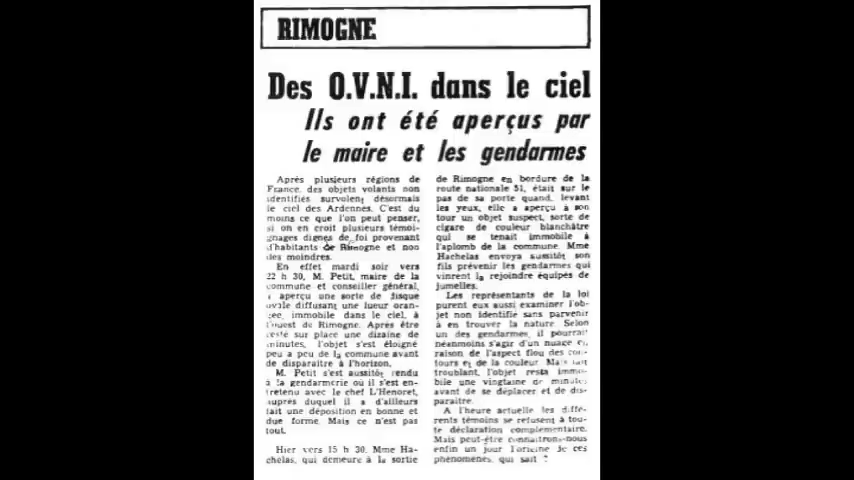 RIMOGNE
Des O.V.N.I. dans le ciel
Ils ont été aperçus par
le maire et les gendarmes
Après plusieurs régions de
France, des objets volants non
identifiés survolent désormais
le ciel des Ardennes. C'est du
moins ce que l'on peut penser,
si on en croit plusieurs témoi-
gnages dignes de foi provenant
d'habitants de Rimogne et non
des moindres.
En effet mardi soir vers
22 h 30, M. Petit, maire de la
commune et conseiller général,
a aperçu une sorte de disque
ovale diffusant une lueur oran-
gée, immobile dans le ciel, à
l'ouest de Rimogne. Après être
resté sur place une dizaine de
minutes, l'objet s'est éloigné
peu a peu de la commune avant
de disparaître à l'horizon.
M. Petit s'est aussitôt rendu
à la gendarmerie où il s'est en-
tretenu avec le chef L'Henoret,
auprès duquel il a d'ailleurs
fait une déposition en bonne et
due forme. Mais ce n'est pas
tout.
Hier vers 15 h 30, Mme Ha-
chelas, qui demeure à la sortie
de Rimogne en bordure de la
route nationale 51, était sur le
pas de sa porte quand, levant
les yeux, elle a aperçu à son
tour un objet suspect, sorte de
cigare de couleur blanchâtre
qui se tenait immobile à
l'aplomb de la commune. Mme
Hachelas envoya aussitôt son
fils prévenir les gendarmes qui
vinrent la rejoindre équipés de
jumelles.
Les représentants de la loi
purent eux aussi examiner l'ob-
jet non identifié sans parvenir
à en trouver la nature. Selon
un des gendarmes, il pourrait
néanmoins s'agir d'un nuage en
raison de l'aspect flou des con-
tours et de la couleur. Mais fait
troublant, l'objet resta immo-
bile une vingtaine de minutes
avant de se déplacer et de dis-
paraître.
A l'heure actuelle les diffé-
rents témoins se refusent à tou-
te déclaration complémentaire.
Mais peut-être connaîtrons-nous
enfin un jour l'origine de ces
phénomènes, qui sait ?